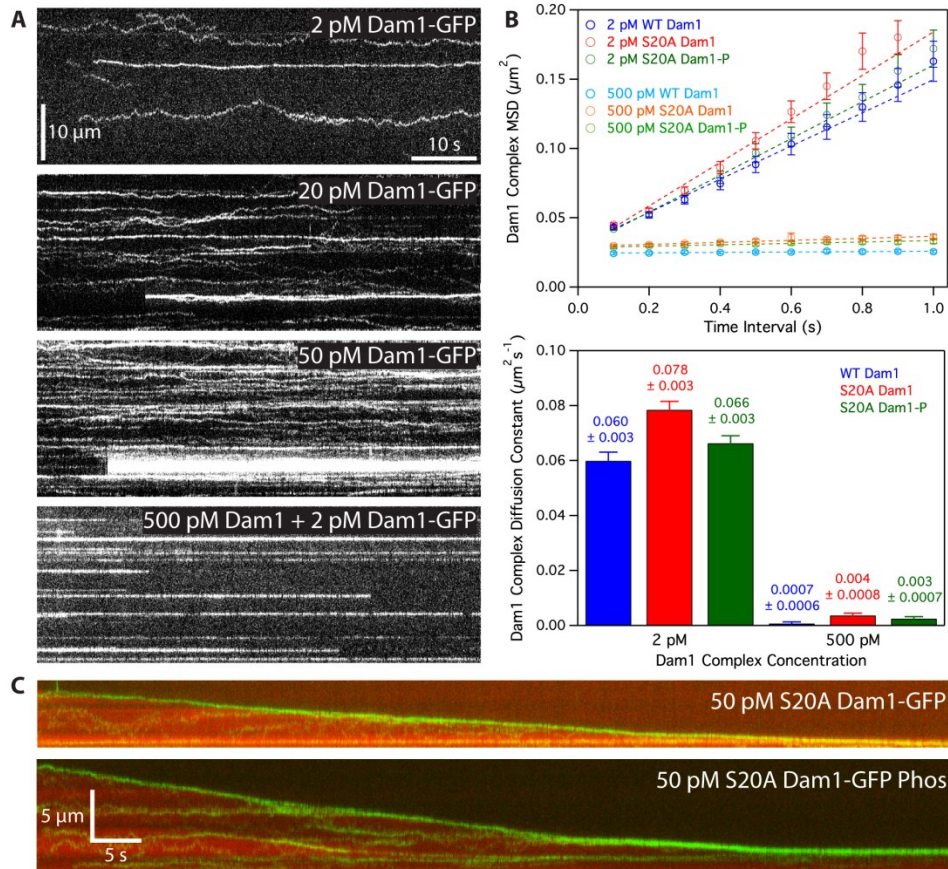 A
2 pM Dam1-GFP
10 µm
10 s
20 pM Dam1-GFP
50 pM Dam1-GFP
500 pM Dam1 + 2 pM Dam1-GFP
B
Dam1 Complex MSD (µm²)
0.20
0.15
0.10
0.05
0.00
2 pM WT Dam1
2 pM S20A Dam1
2 pM S20A Dam1-P
500 pM WT Dam1
500 pM S20A Dam1
500 pM S20A Dam1-P
0.2
0.4
0.6
0.8
1.0
Time Interval (s)
Dam1 Complex Diffusion Constant (µm² s⁻¹)
0.10
0.08
0.06
0.04
0.02
0.00
0.060
± 0.003
0.078
± 0.003
0.066
± 0.003
WT Dam1
S20A Dam1
S20A Dam1-P
0.0007
± 0.0006
0.004
± 0.0008
0.003
± 0.0007
2 pM
500 pM
Dam1 Complex Concentration
C
50 pM S20A Dam1-GFP
50 pM S20A Dam1-GFP Phos
5 µm
5 s